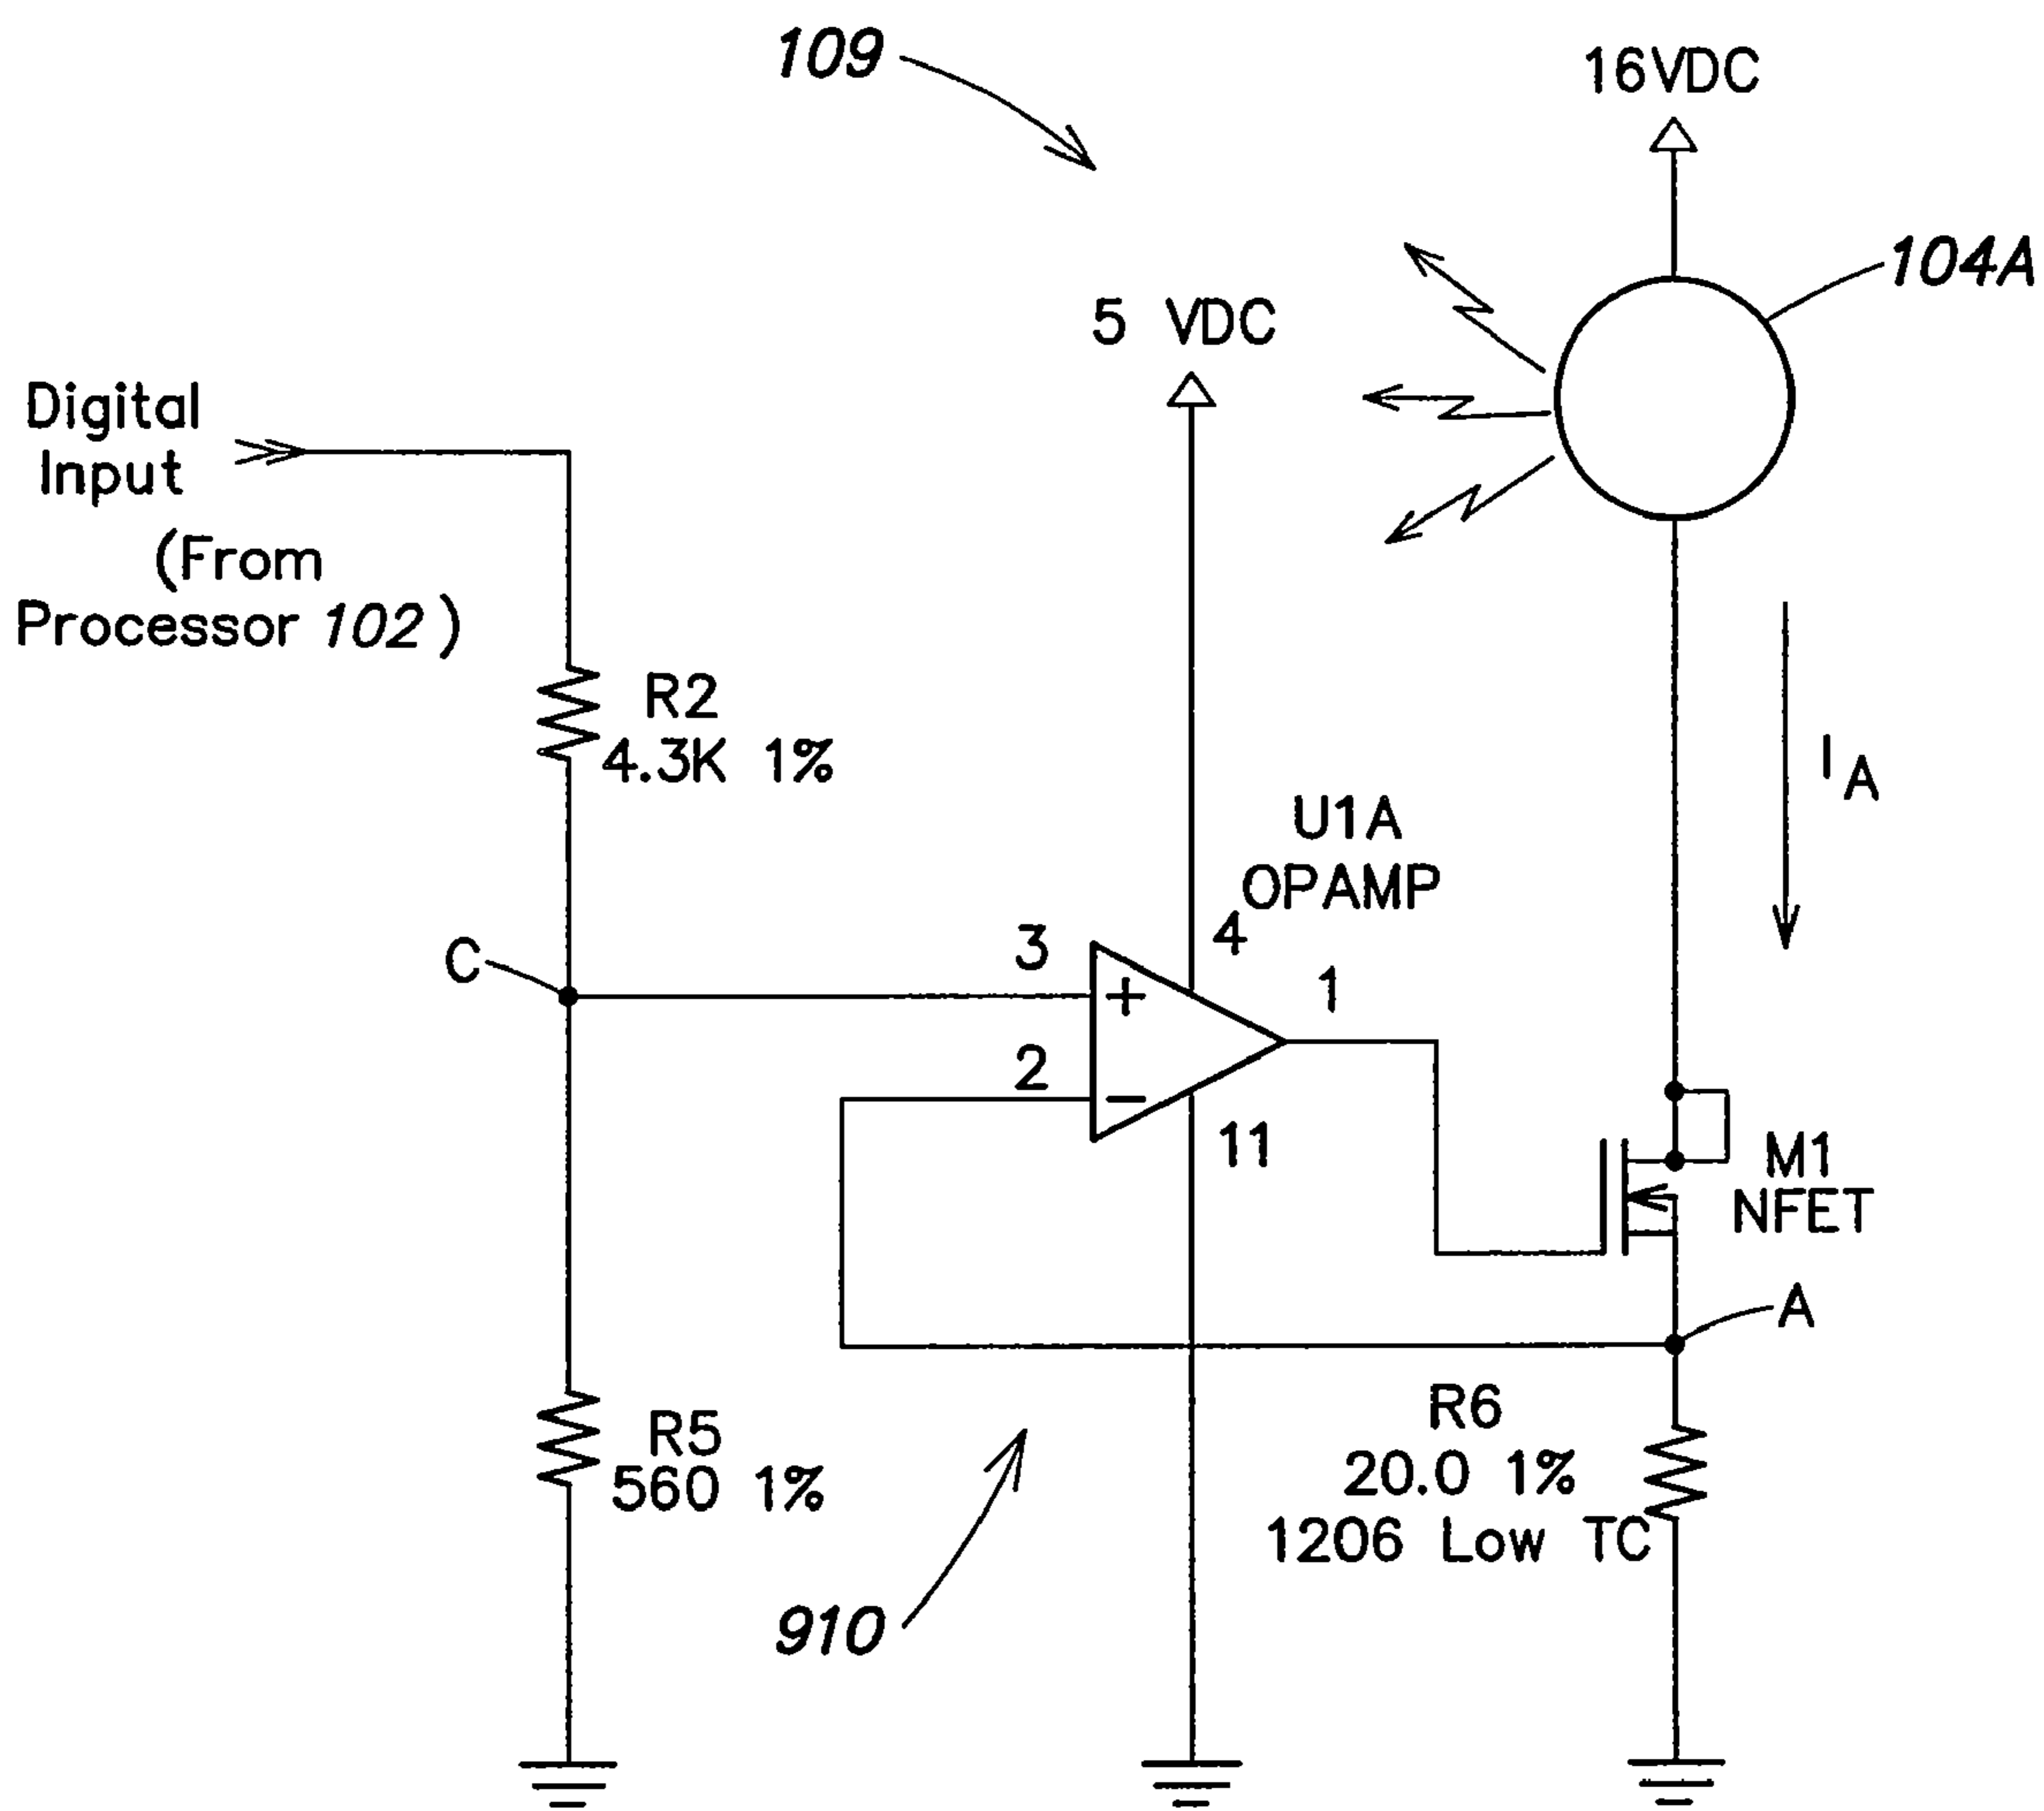 109
16VDC
104A
5 VDC
Digital
Input
(From
Processor 102)
R2
4.3K 1%
I A
U1A
OPAMP
C
3
4
1
+
2
−
11
M1
NFET
A
R6
20.0 1%
1206 Low TC
R5
560 1%
910